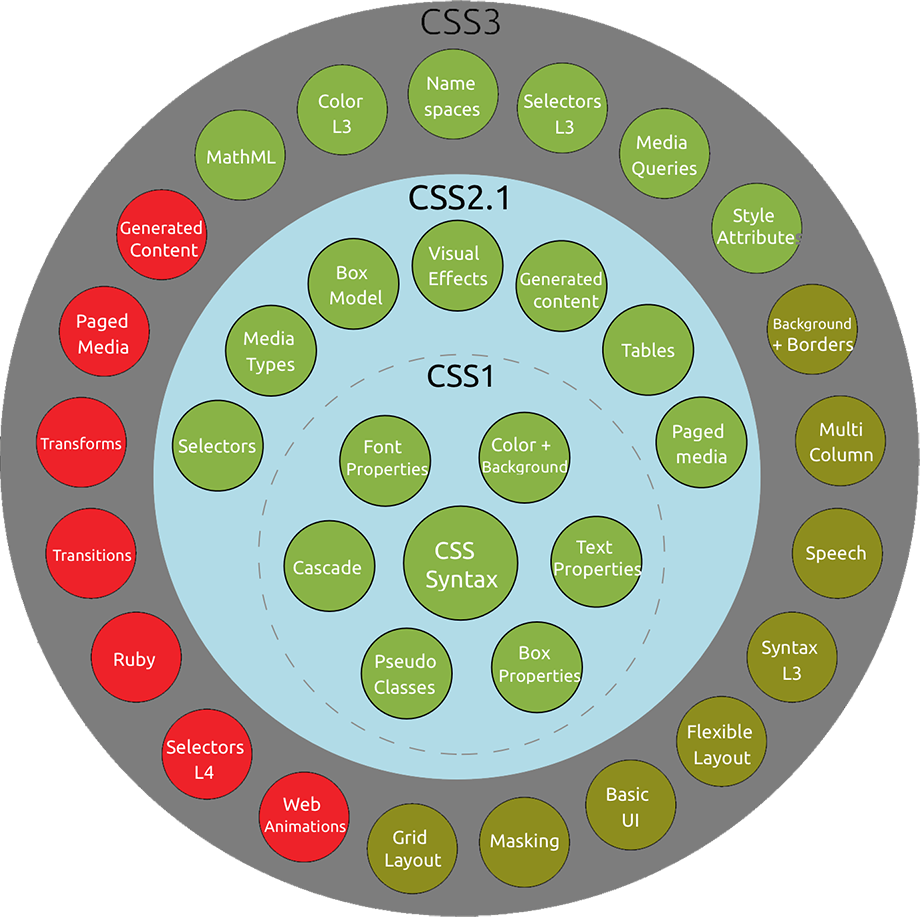 CSS3
Name
spaces
Selectors
L3
Media
Queries
Style
Attribute
Background
+ Borders
Multi
Column
Speech
Syntax
L3
Flexible
Layout
Basic
UI
Masking
Grid
Layout
Web
Animations
Selectors
L4
Ruby
Transitions
Transforms
Paged
Media
Generated
Content
MathML
Color
L3
CSS2.1
Selectors
Media
Types
Box
Model
Visual
Effects
Generated
content
Tables
Paged
media
CSS1
Font
Properties
Color +
Background
Cascade
CSS
Syntax
Text
Properties
Pseudo
Classes
Box
Properties